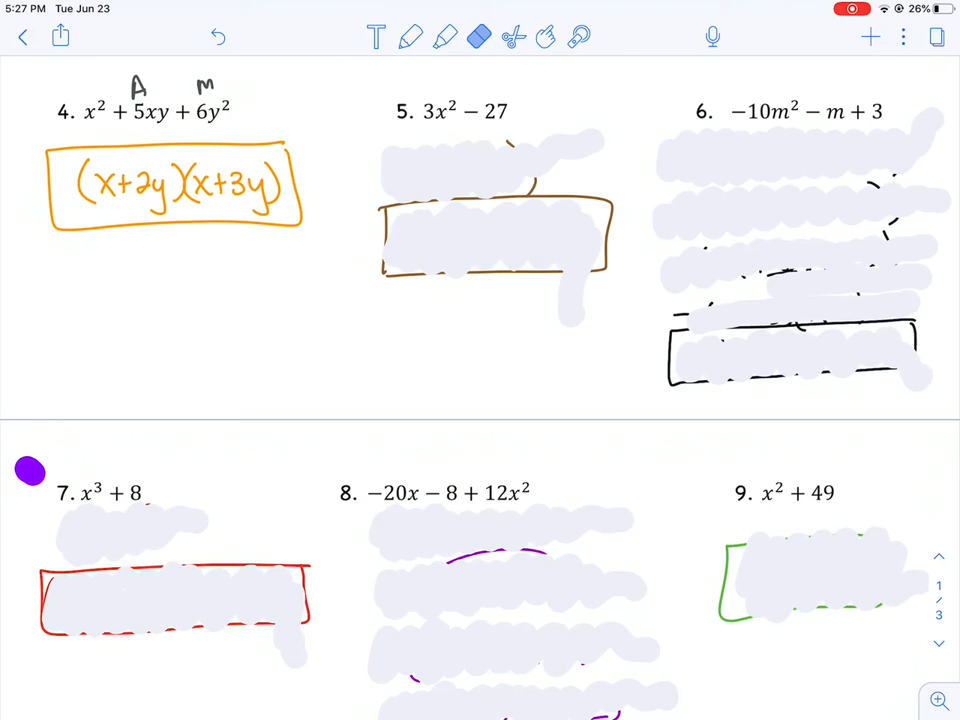 5:27 PM Tue Jun 23
26%
A M
4. x² + 5xy + 6y²
5. 3x² − 27
6. −10m² − m + 3
(x+2y)(x+3y)
7. x³ + 8
8. −20x − 8 + 12x²
9. x² + 49
1
/
3